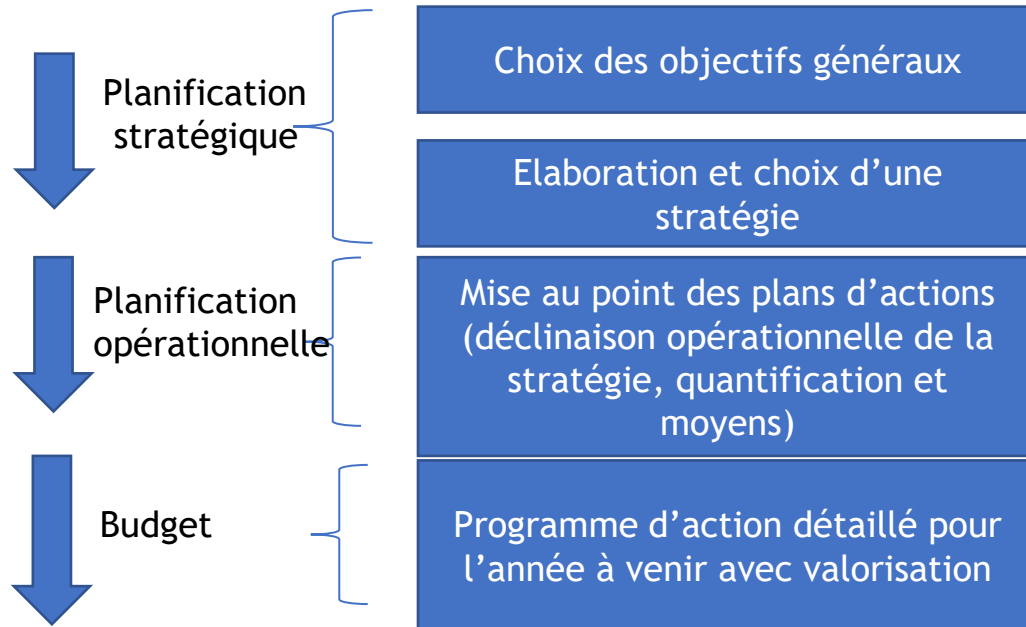 Planification
stratégique
Choix des objectifs généraux
Elaboration et choix d’une
stratégie
Planification
opérationnelle
Mise au point des plans d’actions
(déclinaison opérationnelle de la
stratégie, quantification et
moyens)
Budget
Programme d’action détaillé pour
l’année à venir avec valorisation